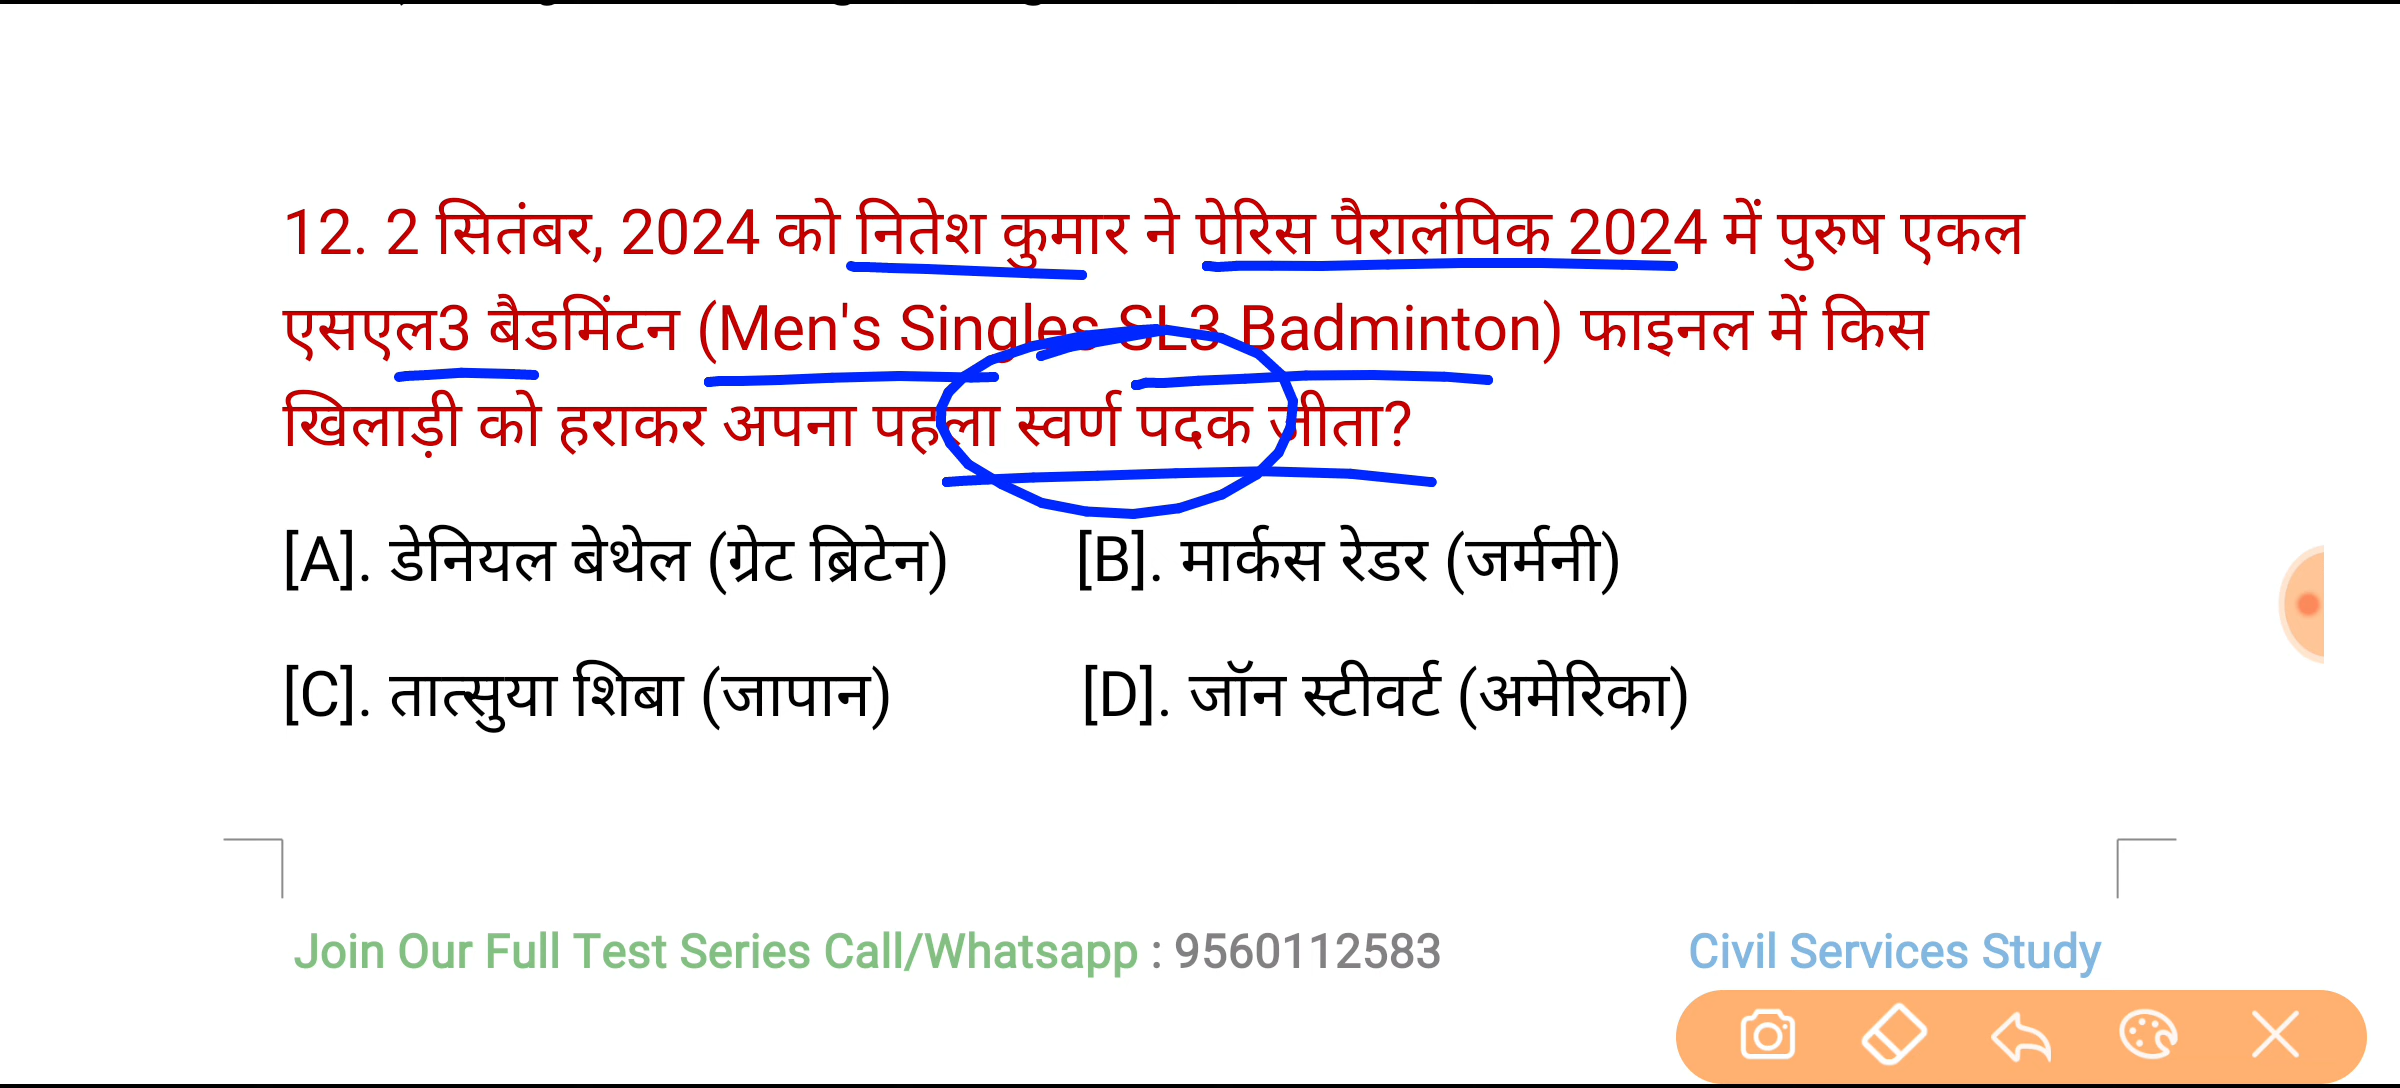 12. 2 सितंबर, 2024 को नितेश कुमार ने पेरिस पैरालंपिक 2024 में पुरुष एकल
एसएल3 बैडमिंटन (Men's Singles SL3 Badminton) फाइनल में किस
खिलाड़ी को हराकर अपना पहला स्वर्ण पदक जीता?
[A]. डेनियल बेथेल (ग्रेट ब्रिटेन) [B]. मार्कस रेडर (जर्मनी)
[C]. तात्सुया शिबा (जापान) [D]. जॉन स्टीवर्ट (अमेरिका)
Join Our Full Test Series Call/Whatsapp : 9560112583 Civil Services Study